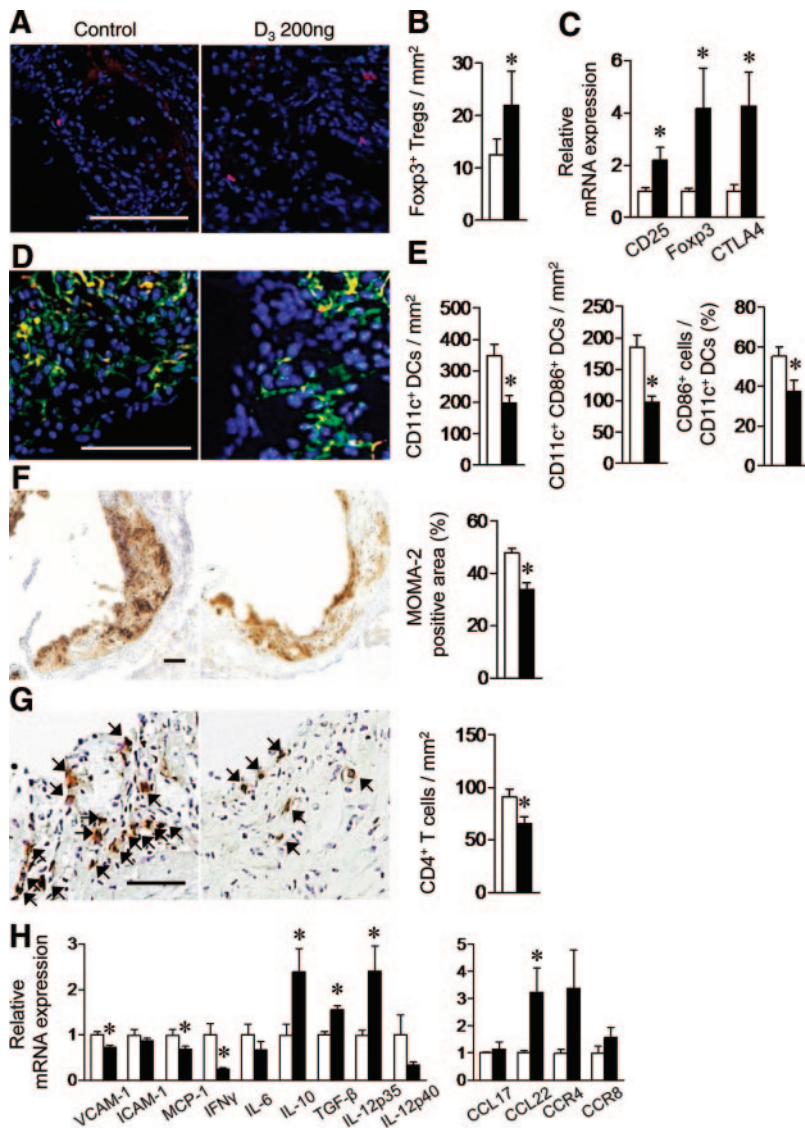 A
Control
D₃ 200ng
B
Foxp3⁺ Tregs / mm²
30
20
10
0
*
C
Relative
mRNA expression
6
4
2
0
*
*
*
CD25
Foxp3
CTLA4
D
E
CD11c⁺ DCs / mm²
500
400
300
200
100
0
*
CD11c⁺ CD86⁺ DCs / mm²
250
200
150
100
50
0
*
CD86⁺ cells /
CD11c⁺ DCs (%)
80
60
40
20
0
*
F
MOMA-2
positive area (%)
60
40
20
0
*
G
CD4⁺ T cells / mm²
150
100
50
0
*
H
Relative
mRNA expression
3
2
1
0
*
*
*
*
*
*
VCAM-1
ICAM-1
MCP-1
IFNγ
IL-6
IL-10
TGF-β
IL-12p35
IL-12p40
5
4
3
2
1
0
*
CCL17
CCL22
CCR4
CCR8